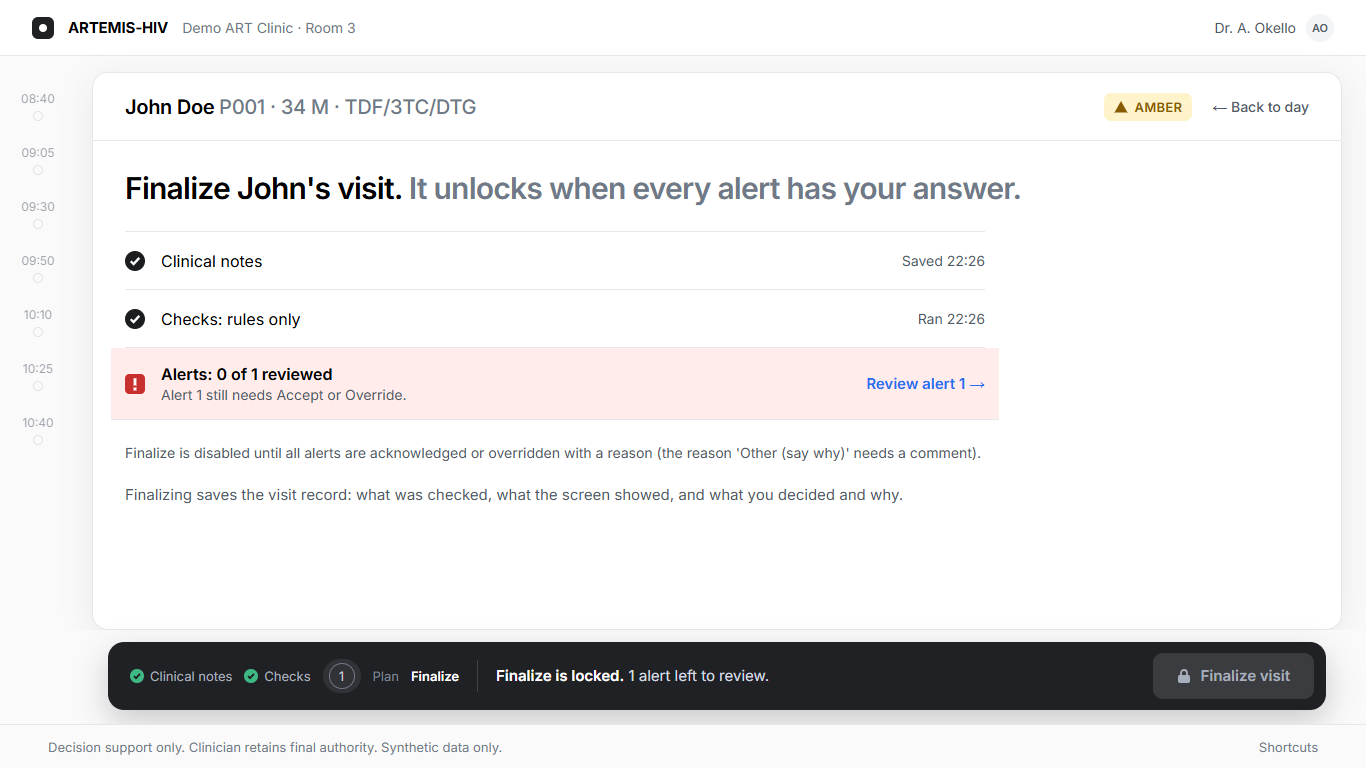 ARTEMIS-HIV Demo ART Clinic · Room 3
Dr. A. Okello AO
08:40
09:05
09:30
09:50
10:10
10:25
10:40
John Doe P001 · 34 M · TDF/3TC/DTG
AMBER
← Back to day
Finalize John's visit. It unlocks when every alert has your answer.
Clinical notes Saved 22:26
Checks: rules only Ran 22:26
Alerts: 0 of 1 reviewed
Alert 1 still needs Accept or Override.
Review alert 1 →
Finalize is disabled until all alerts are acknowledged or overridden with a reason (the reason 'Other (say why)' needs a comment).
Finalizing saves the visit record: what was checked, what the screen showed, and what you decided and why.
Clinical notes Checks 1 Plan Finalize
Finalize is locked. 1 alert left to review.
Finalize visit
Decision support only. Clinician retains final authority. Synthetic data only.
Shortcuts